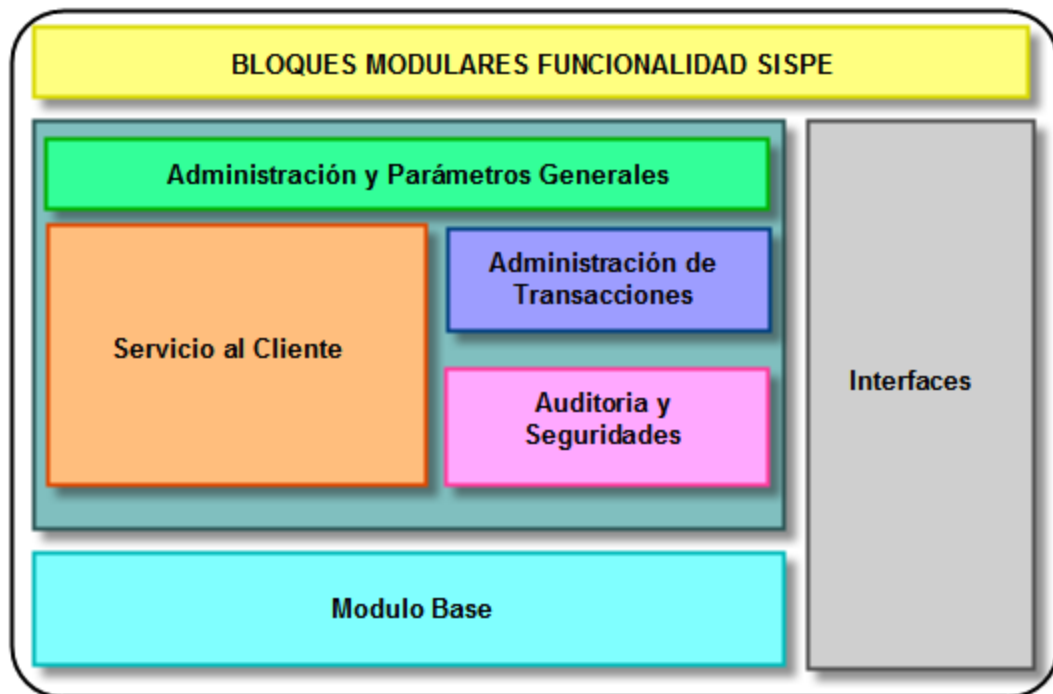 BLOQUES MODULARES FUNCIONALIDAD SISPE
Administración y Parámetros Generales
Servicio al Cliente
Administración de
Transacciones
Auditoria y
Seguridades
Interfaces
Modulo Base